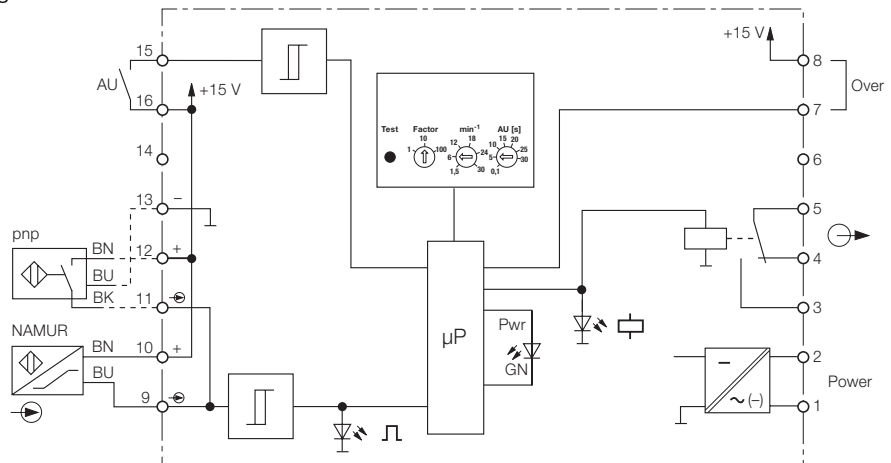 +15 V
8
Over
7
6
5
4
3
2
Power
1
15
AU
16
+15 V
14
13
−
pnp
BN
12
+
BU
BK
11
NAMUR
BN
10
+
BU
9
Test
Factor
min-1
AU [s]
1
10
100
1,5
6
12
18
24
30
0,1
5
10
15
20
25
30
µP
Pwr
GN
−
~ (−)